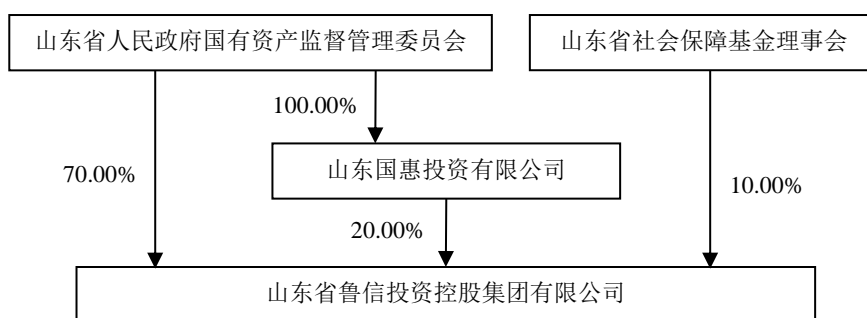 山东省人民政府国有资产监督管理委员会
山东省社会保障基金理事会
100.00%
山东国惠投资有限公司
70.00%
10.00%
20.00%
山东省鲁信投资控股集团有限公司